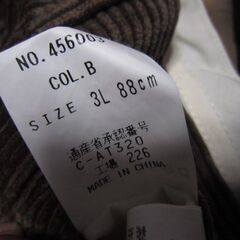 NO. 456003
COL. B
SIZE 3L 88cm
通産省承認番号
C-AT320
工場 226
MADE IN CHINA